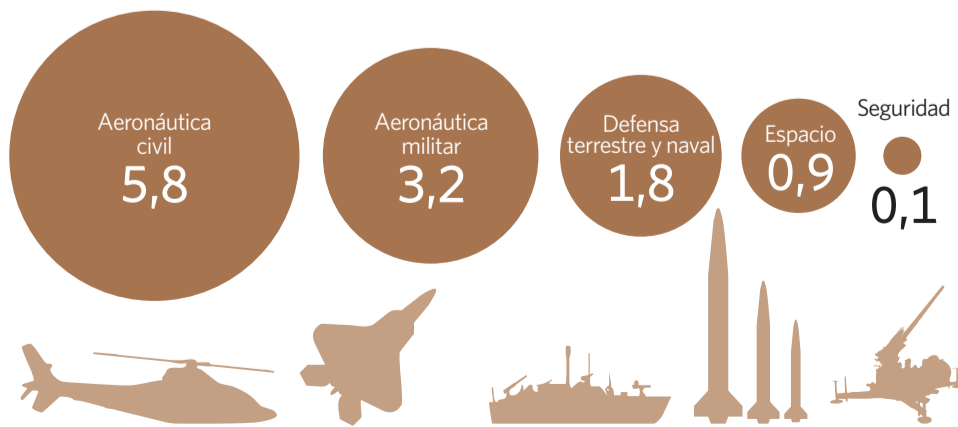 Aeronáutica
civil
5,8
Aeronáutica
militar
3,2
Defensa
terrestre y naval
1,8
Espacio
0,9
Seguridad
0,1